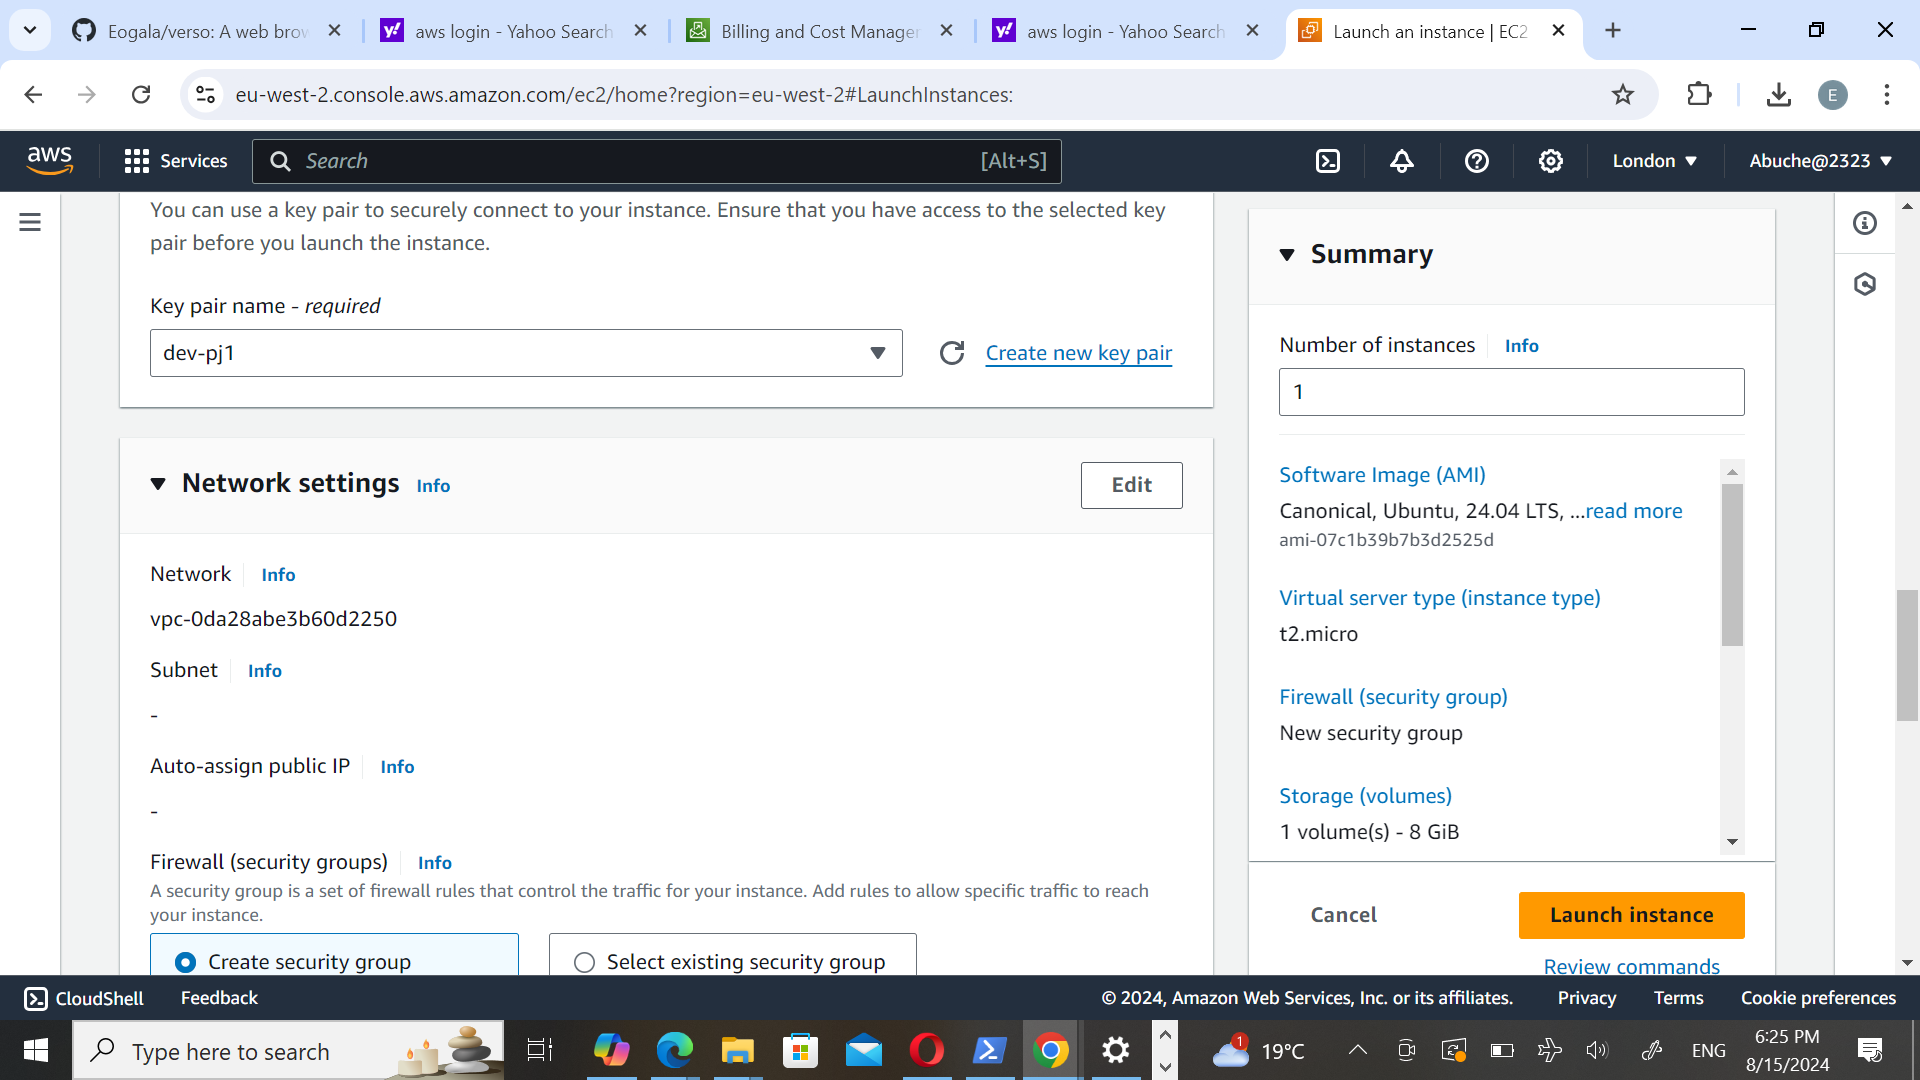 Eogala/verso: A web brow
aws login - Yahoo Search
Billing and Cost Manager
aws login - Yahoo Search
Launch an instance | EC2
eu-west-2.console.aws.amazon.com/ec2/home?region=eu-west-2#LaunchInstances:
E
aws
Services
Search
[Alt+S]
London
Abuche@2323
You can use a key pair to securely connect to your instance. Ensure that you have access to the selected key
pair before you launch the instance.
Key pair name - required
dev-pj1
Create new key pair
Network settings Info
Edit
Network Info
vpc-0da28abe3b60d2250
Subnet Info
-
Auto-assign public IP Info
-
Firewall (security groups) Info
A security group is a set of firewall rules that control the traffic for your instance. Add rules to allow specific traffic to reach
your instance.
Create security group
Select existing security group
Summary
Number of instances Info
1
Software Image (AMI)
Canonical, Ubuntu, 24.04 LTS, ...read more
ami-07c1b39b7b3d2525d
Virtual server type (instance type)
t2.micro
Firewall (security group)
New security group
Storage (volumes)
1 volume(s) - 8 GiB
Cancel
Launch instance
Review commands
CloudShell
Feedback
© 2024, Amazon Web Services, Inc. or its affiliates.
Privacy
Terms
Cookie preferences
Type here to search
1
19°C
ENG
6:25 PM
8/15/2024